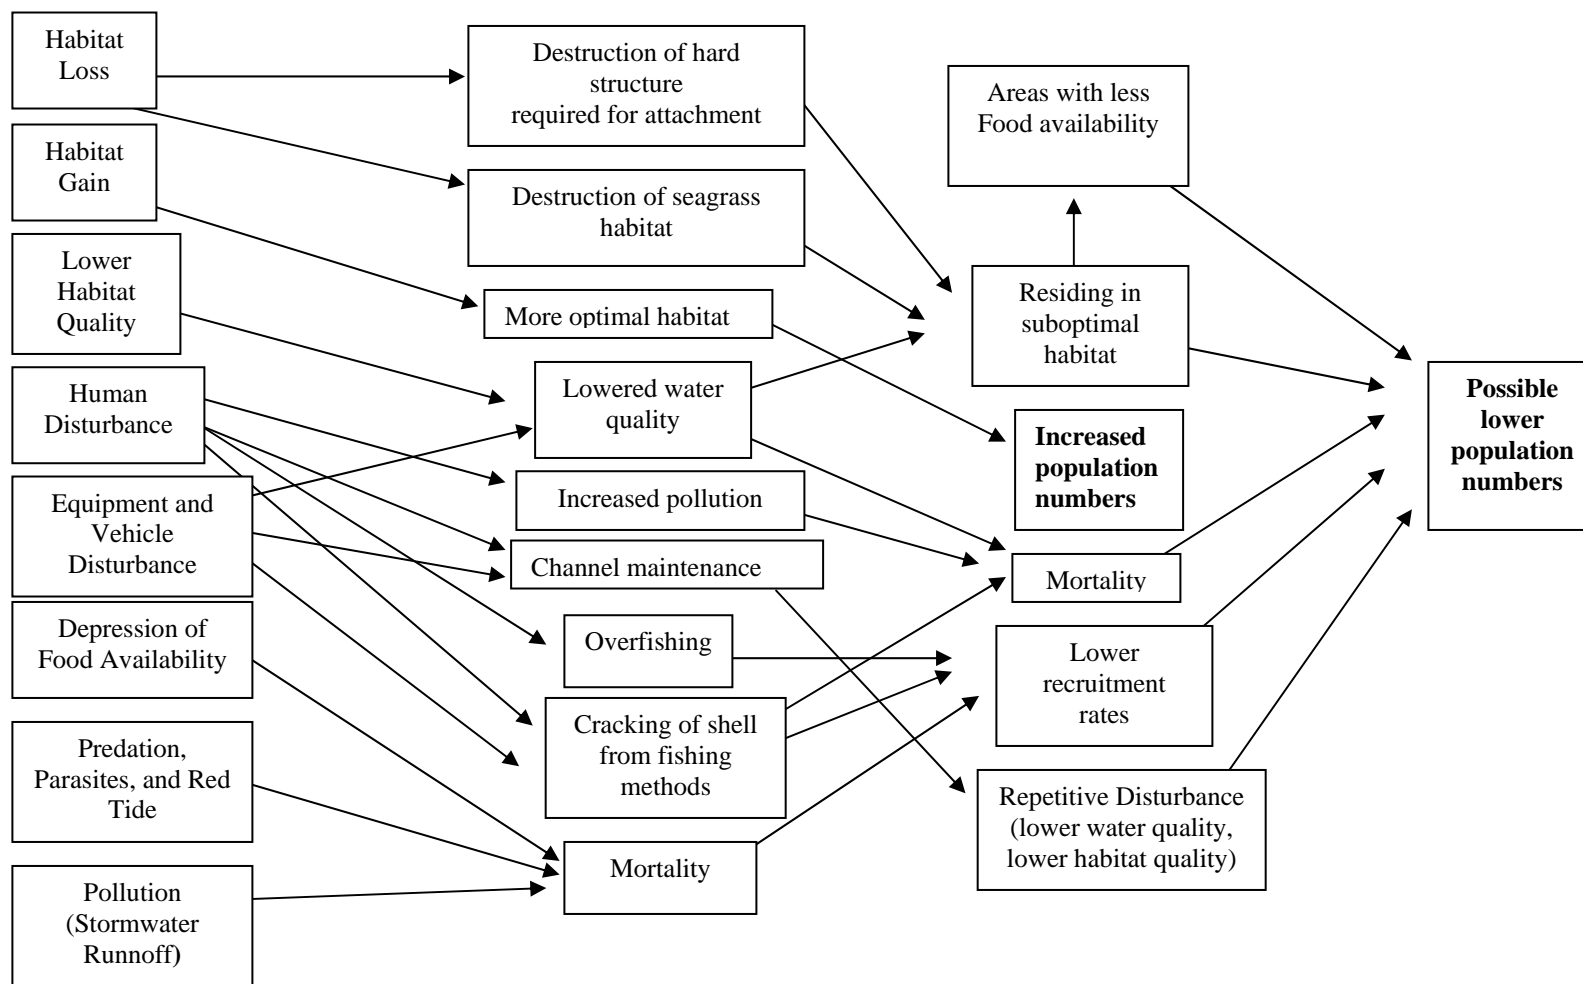 Habitat
Loss
Habitat
Gain
Lower
Habitat
Quality
Human
Disturbance
Equipment and
Vehicle
Disturbance
Depression of
Food Availability
Predation,
Parasites, and Red
Tide
Pollution
(Stormwater
Runnoff)
Destruction of hard
structure
required for attachment
Destruction of seagrass
habitat
More optimal habitat
Lowered water
quality
Increased pollution
Channel maintenance
Overfishing
Cracking of shell
from fishing
methods
Mortality
Areas with less
Food availability
Residing in
suboptimal
habitat
Increased
population
numbers
Mortality
Lower
recruitment
rates
Repetitive Disturbance
(lower water quality,
lower habitat quality)
Possible
lower
population
numbers